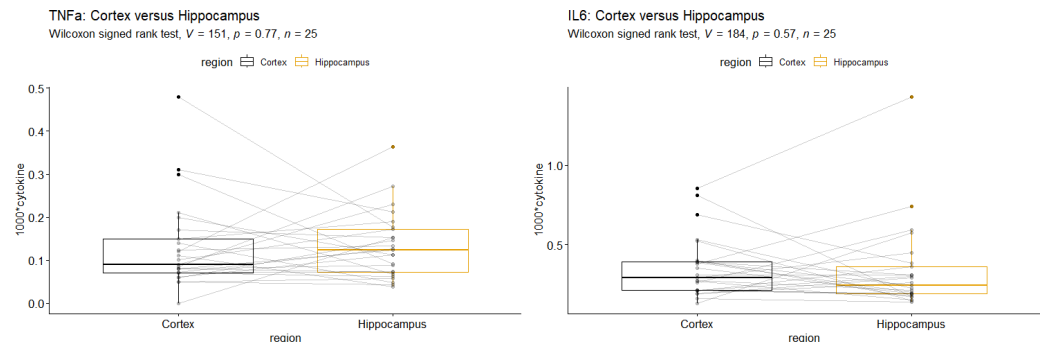 TNFa: Cortex versus Hippocampus
Wilcoxon signed rank test, V = 151, p = 0.77, n = 25
region Cortex Hippocampus
0.5
0.4
0.3
0.2
0.1
0.0
1000*cytokine
Cortex Hippocampus
region
IL6: Cortex versus Hippocampus
Wilcoxon signed rank test, V = 184, p = 0.57, n = 25
region Cortex Hippocampus
1.0
0.5
1000*cytokine
Cortex Hippocampus
region